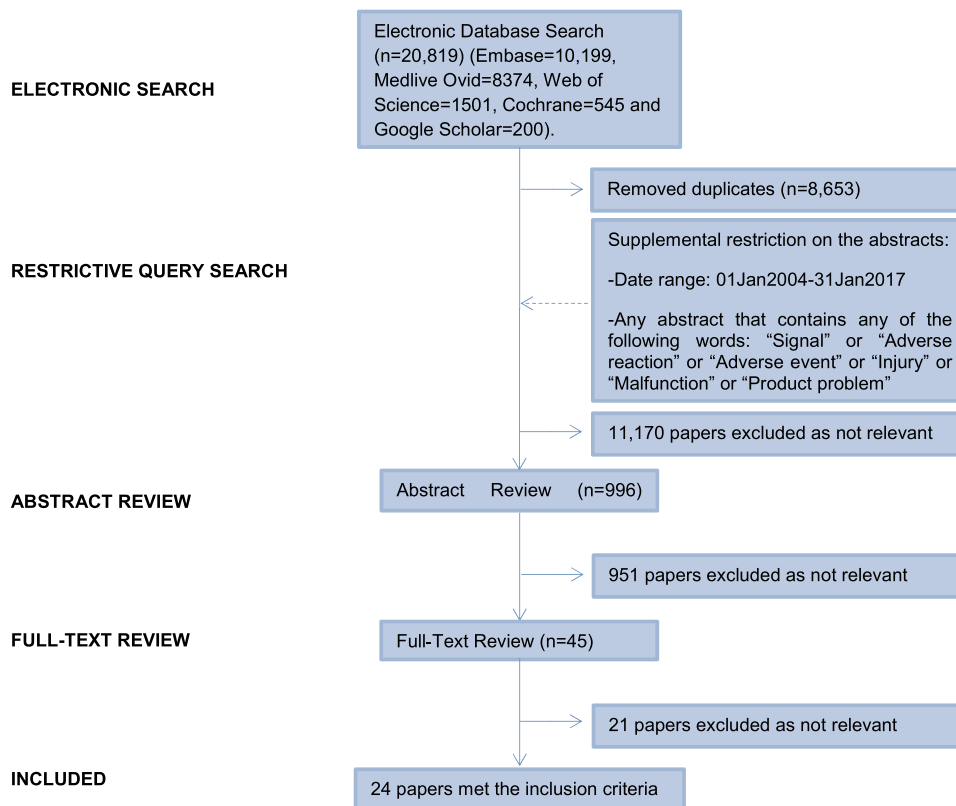 Electronic Database Search
(n=20,819) (Embase=10,199,
Medlive Ovid=8374, Web of
Science=1501, Cochrane=545 and
Google Scholar=200).
ELECTRONIC SEARCH
Removed duplicates (n=8,653)
RESTRICTIVE QUERY SEARCH
Supplemental restriction on the abstracts:
-Date range: 01Jan2004-31Jan2017
-Any abstract that contains any of the
following words: “Signal” or “Adverse
reaction” or “Adverse event” or “Injury” or
“Malfunction” or “Product problem”
11,170 papers excluded as not relevant
ABSTRACT REVIEW
Abstract Review (n=996)
951 papers excluded as not relevant
FULL-TEXT REVIEW
Full-Text Review (n=45)
21 papers excluded as not relevant
INCLUDED
24 papers met the inclusion criteria